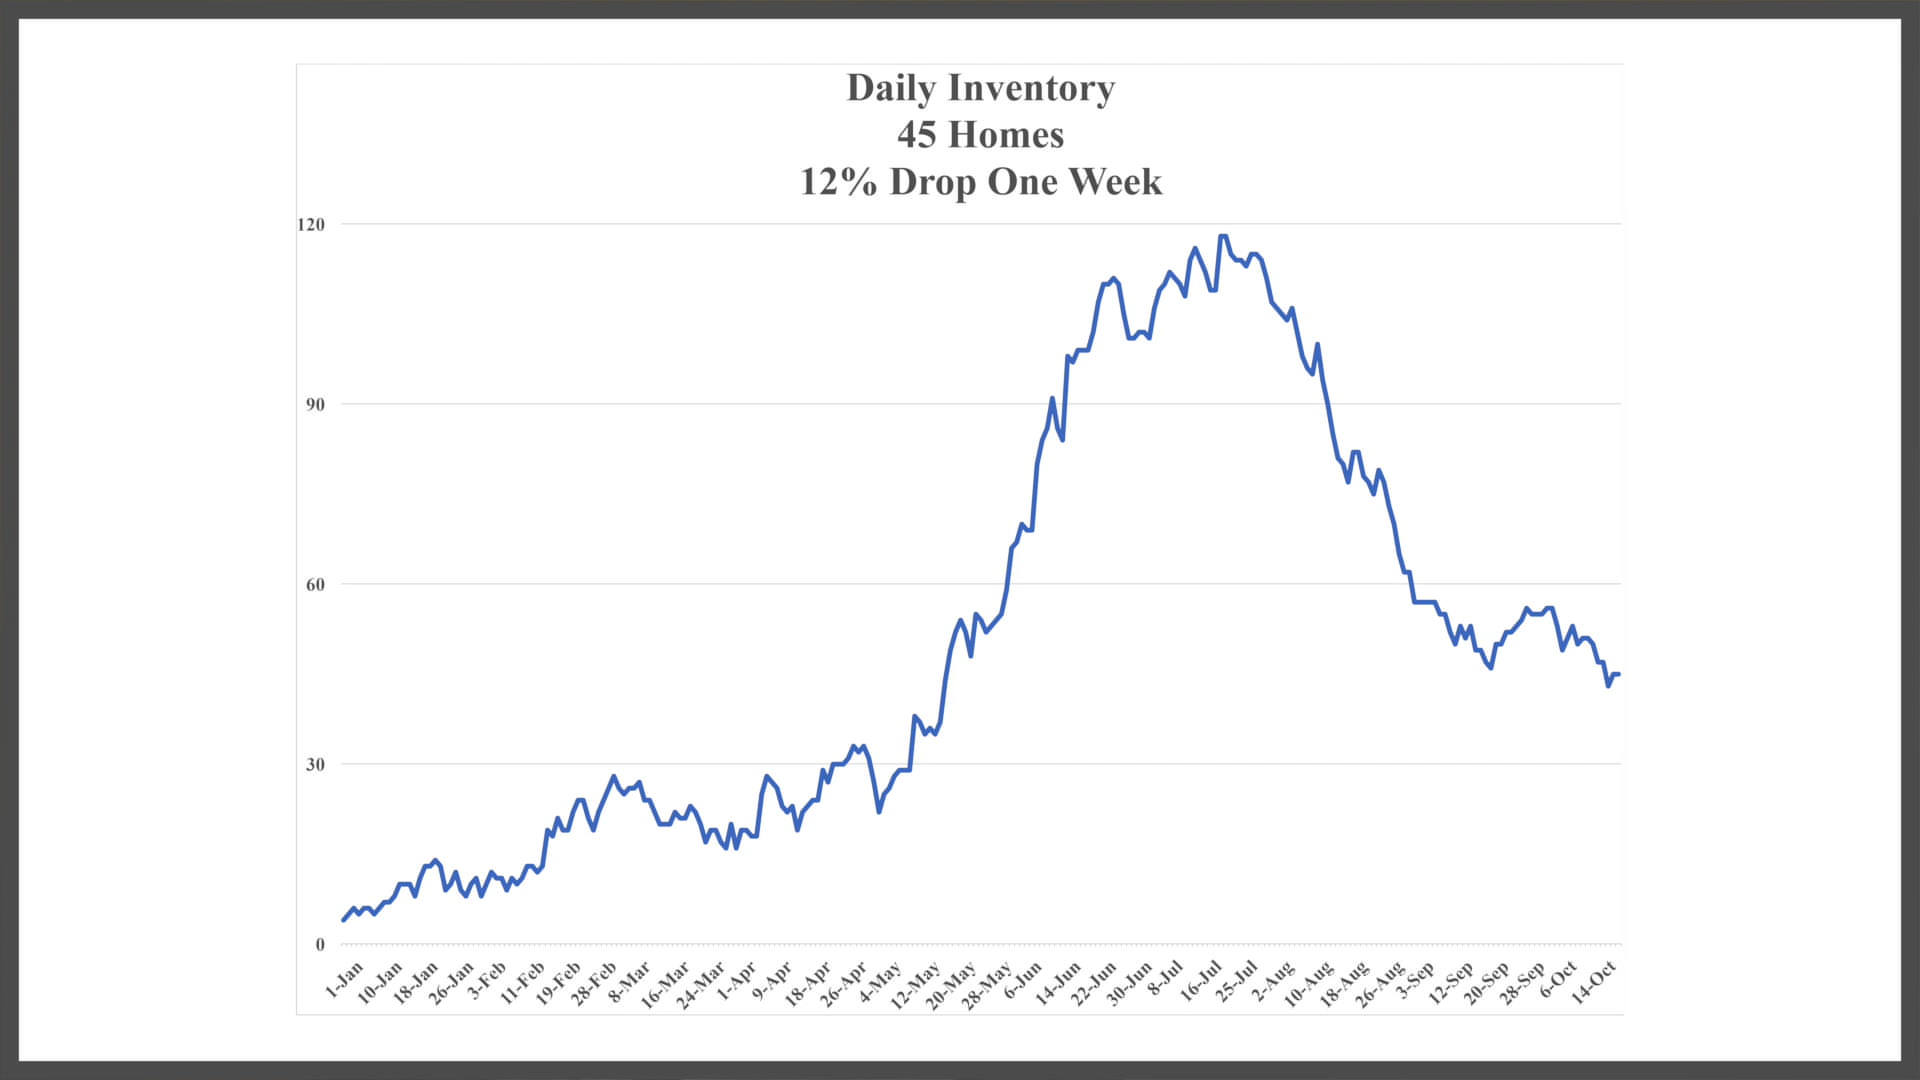 Daily Inventory
45 Homes
12% Drop One Week
120
90
60
30
0
1-Jan
10-Jan
18-Jan
26-Jan
3-Feb
11-Feb
19-Feb
28-Feb
8-Mar
16-Mar
24-Mar
1-Apr
9-Apr
18-Apr
26-Apr
4-May
12-May
20-May
28-May
6-Jun
14-Jun
22-Jun
30-Jun
8-Jul
16-Jul
25-Jul
2-Aug
10-Aug
18-Aug
26-Aug
3-Sep
12-Sep
20-Sep
28-Sep
6-Oct
14-Oct